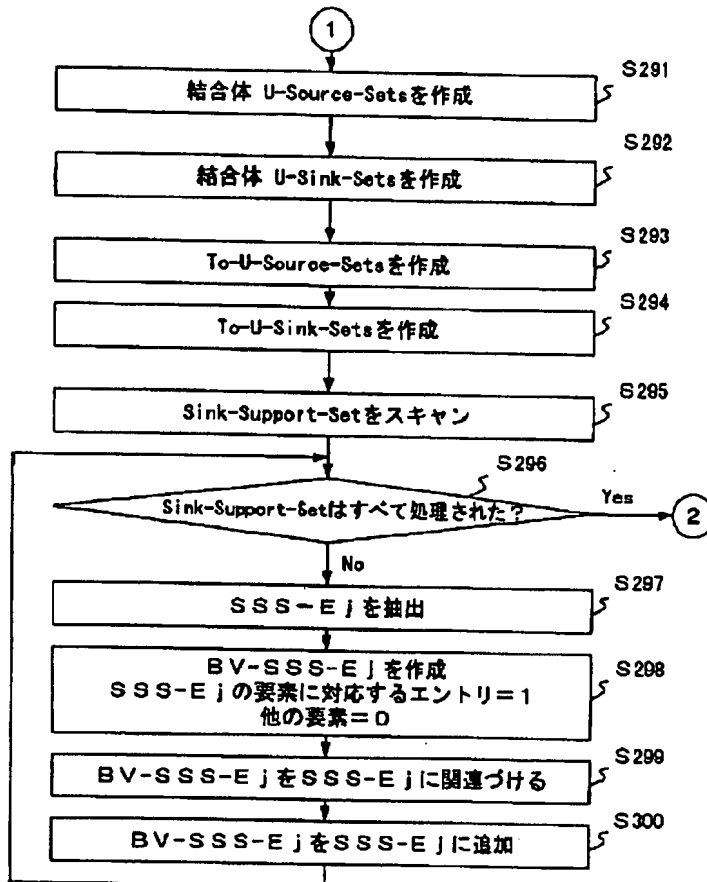 1
S291
結合体 U-Source-Setsを作成
S292
結合体 U-Sink-Setsを作成
S293
To-U-Source-Setsを作成
S294
To-U-Sink-Setsを作成
S295
Sink-Support-Setをスキャン
S296
Sink-Support-Setはすべて処理された?
Yes
2
No
S297
SSS-Ejを抽出
S298
BV-SSS-Ejを作成
SSS-Ejの要素に対応するエントリ=1
他の要素=0
S299
BV-SSS-EjをSSS-Ejに関連づける
S300
BV-SSS-EjをSSS-Ejに追加